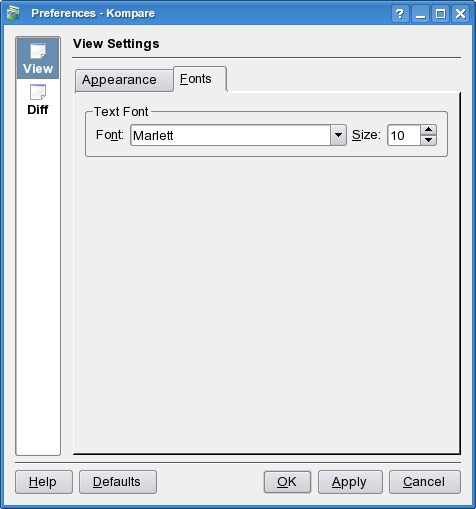 Preferences - Kompare
View Settings
View
Diff
Appearance
Fonts
Text Font
Font: Marlett Size: 10
Help Defaults OK Apply Cancel